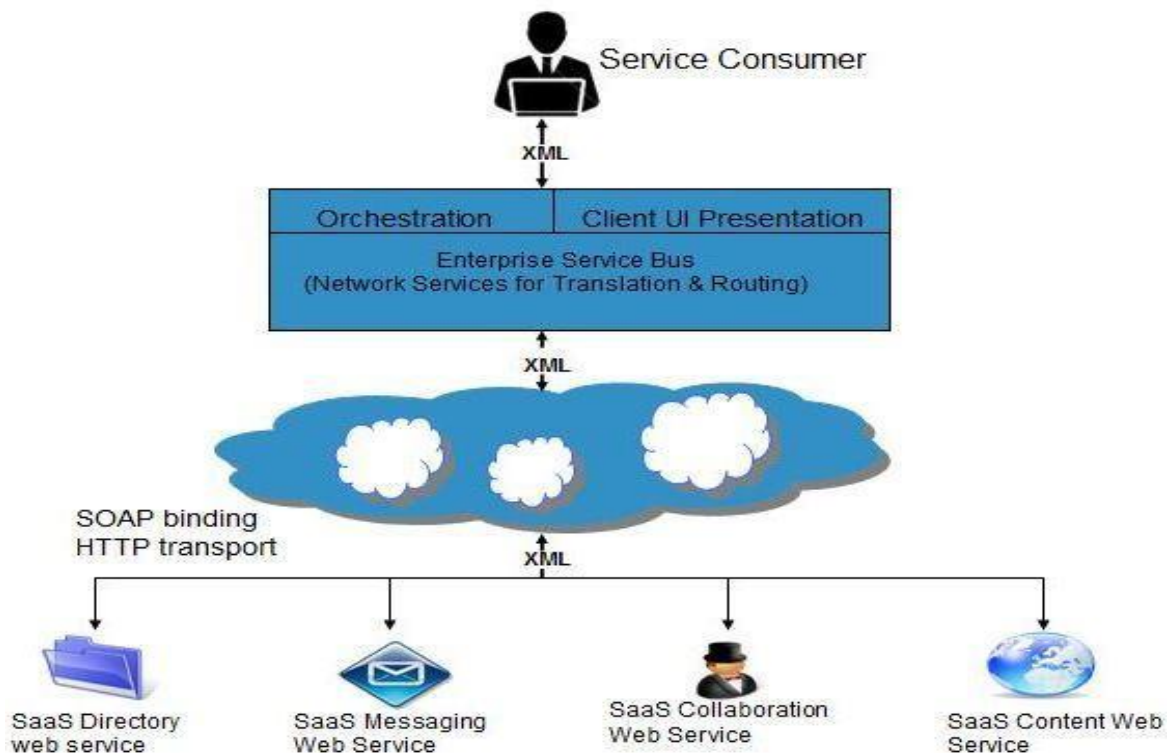 Service Consumer
XML
Orchestration
Client UI Presentation
Enterprise Service Bus
(Network Services for Translation & Routing)
XML
SOAP binding
HTTP transport
XML
SaaS Directory
web service
SaaS Messaging
Web Service
SaaS Collaboration
Web Service
SaaS Content Web
Service